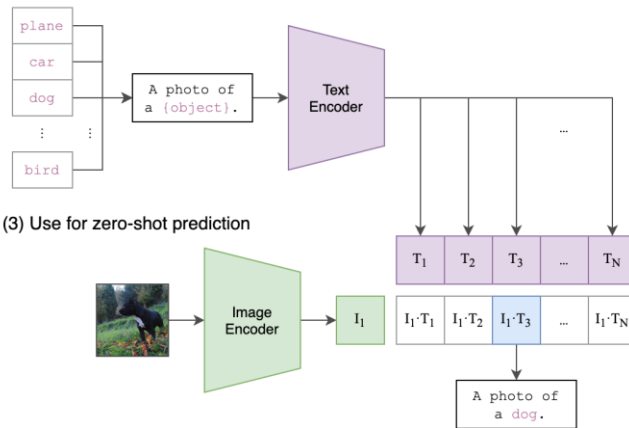 plane
car
dog
⋮ ⋮
bird
A photo of
a {object}.
Text
Encoder
...
(3) Use for zero-shot prediction
T1 T2 T3 ... TN
Image
Encoder
I1
I1·T1 I1·T2 I1·T3 ... I1·TN
A photo of
a dog.